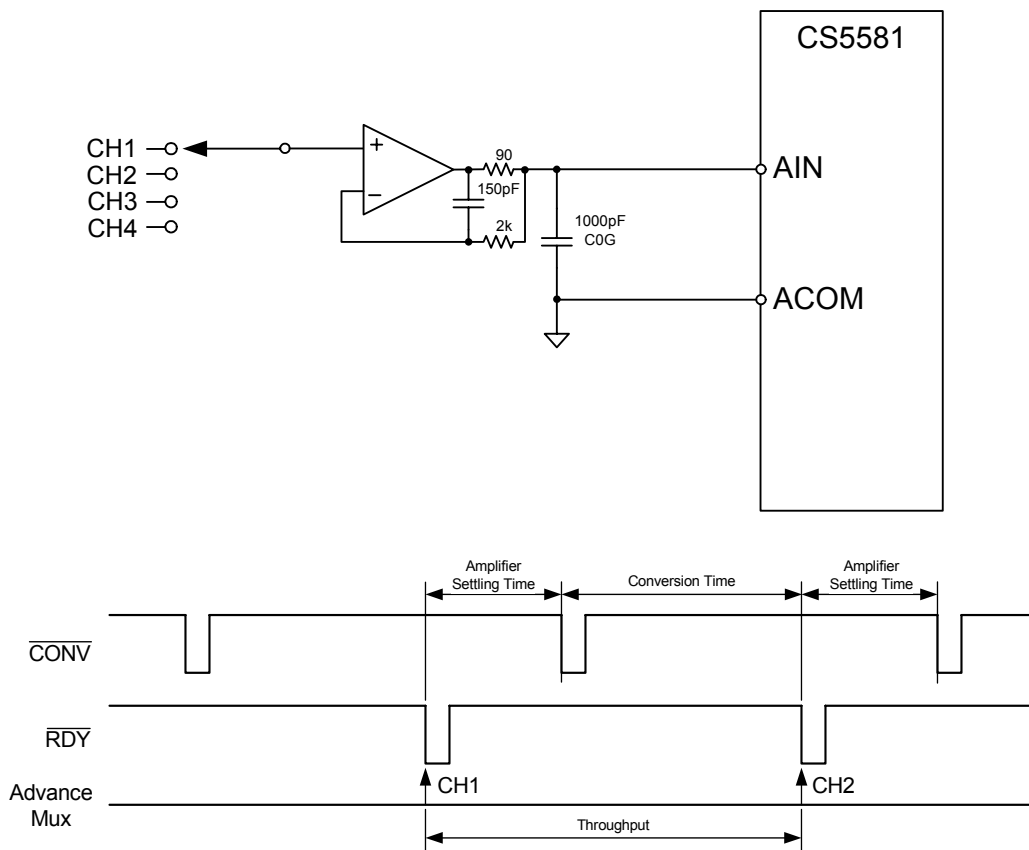 CS5581
CH1
CH2
CH3
CH4
+
−
90
150pF
2k
1000pF
C0G
AIN
ACOM
Amplifier
Settling Time
Conversion Time
Amplifier
Settling Time
CONV
RDY
CH1
CH2
Advance
Mux
Throughput